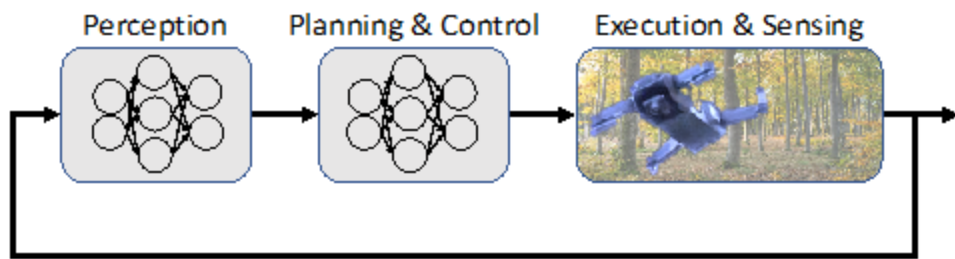 Perception
Planning & Control
Execution & Sensing